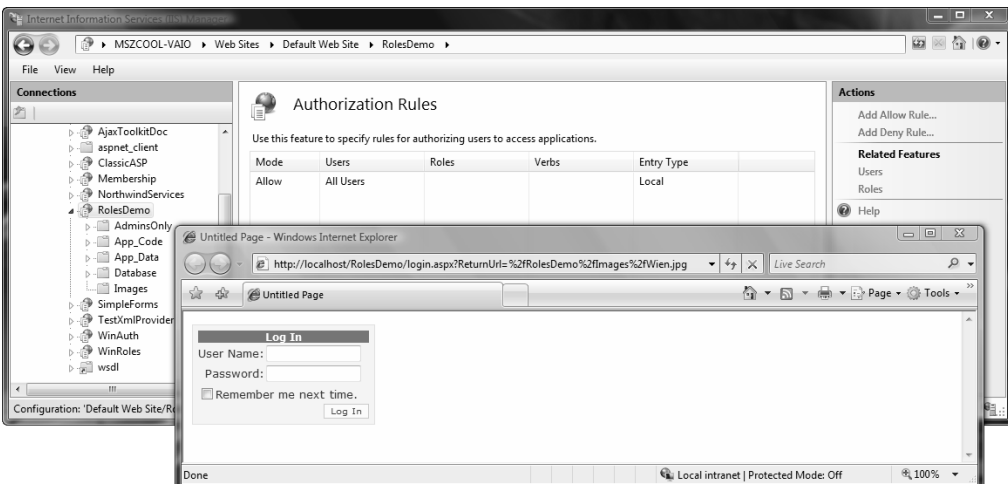 Internet Information Services (IIS) Manager
MSZCOOL-VAIO Web Sites Default Web Site RolesDemo
File View Help
Connections
AjaxToolkitDoc
aspnet_client
ClassicASP
Membership
NorthwindServices
RolesDemo
AdminsOnly
App_Code
App_Data
Database
Images
SimpleForms
TestXmlProvider
WinAuth
WinRoles
wsdl
Configuration: 'Default Web Site/Ro
Authorization Rules
Use this feature to specify rules for authorizing users to access applications.
Mode Users Roles Verbs Entry Type
Allow All Users Local
Actions
Add Allow Rule...
Add Deny Rule...
Related Features
Users
Roles
Help
Untitled Page - Windows Internet Explorer
http://localhost/RolesDemo/login.aspx?ReturnUrl=%2fRolesDemo%2fImages%2fWien.jpg
Live Search
Untitled Page
Page Tools
Log In
User Name:
Password:
Remember me next time.
Log In
Done
Local intranet | Protected Mode: Off
100%